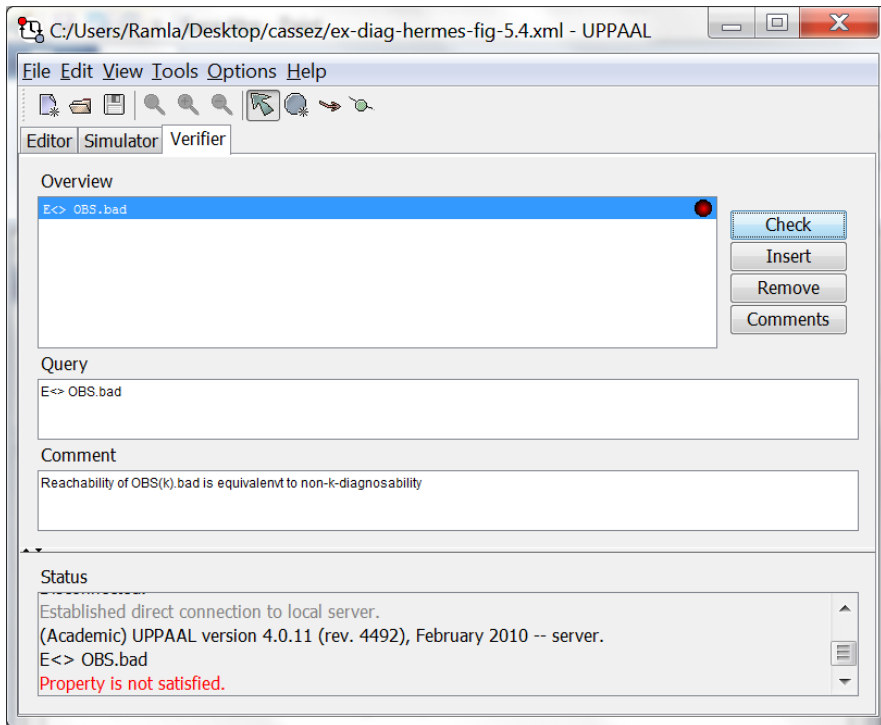 C:/Users/Ramla/Desktop/cassez/ex-diag-hermes-fig-5.4.xml - UPPAAL
File Edit View Tools Options Help
Editor Simulator Verifier
Overview
E<> OBS.bad
Check
Insert
Remove
Comments
Query
E<> OBS.bad
Comment
Reachability of OBS(k).bad is equivalenvt to non-k-diagnosability
Status
Disconnected.
Established direct connection to local server.
(Academic) UPPAAL version 4.0.11 (rev. 4492), February 2010 -- server.
E<> OBS.bad
Property is not satisfied.